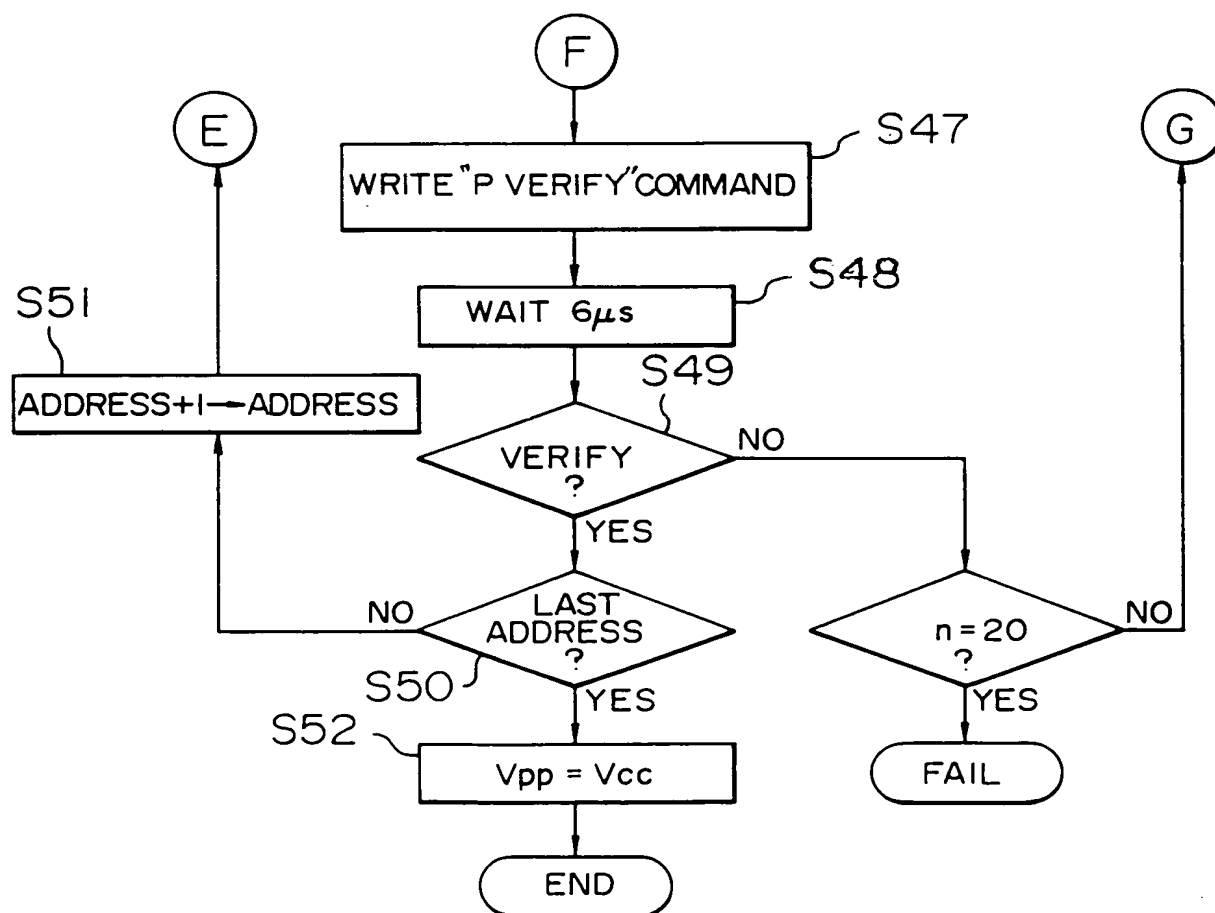 F
E
G
S47
WRITE "P VERIFY" COMMAND
S48
WAIT 6μs
S51
ADDRESS+1→ADDRESS
S49
VERIFY
?
NO
YES
LAST
ADDRESS
?
NO
S50
YES
n=20
?
NO
YES
S52
Vpp = Vcc
FAIL
END